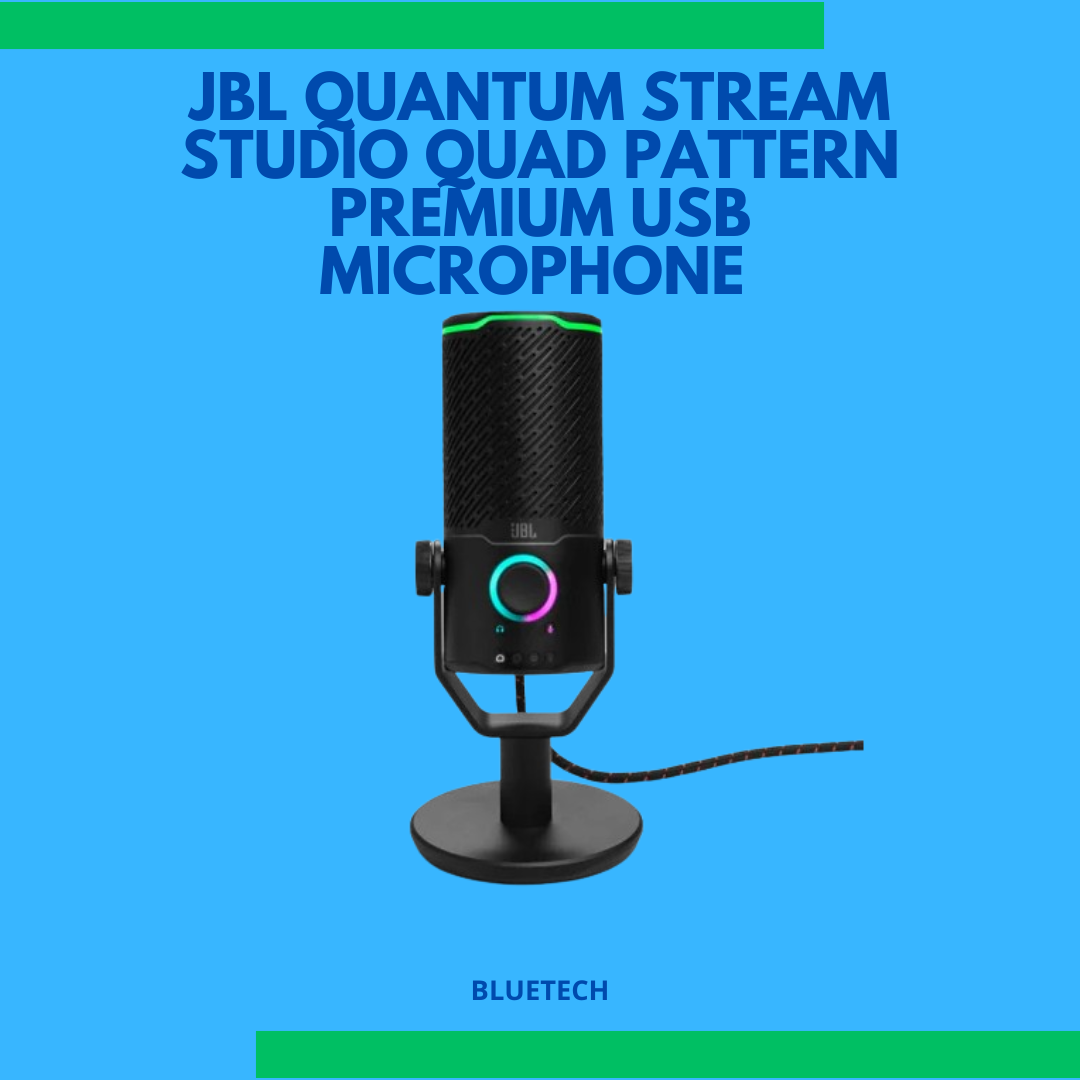 JBL QUANTUM STREAM
STUDIO QUAD PATTERN
PREMIUM USB
MICROPHONE
JBL
BLUETECH